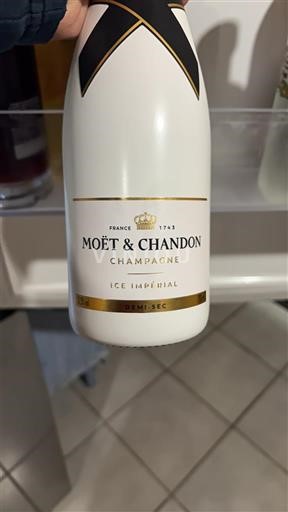 FRANCE 1743
MOËT & CHANDON
CHAMPAGNE
ICE IMPÉRIAL
DEMI-SEC